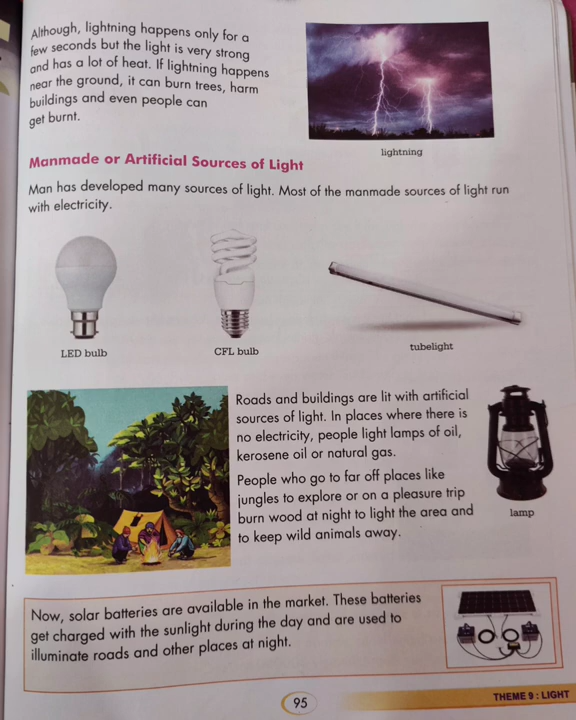 Although, lightning happens only for a
few seconds but the light is very strong
and has a lot of heat. If lightning happens
near the ground, it can burn trees, harm
buildings and even people can
get burnt.
lightning
Manmade or Artificial Sources of Light
Man has developed many sources of light. Most of the manmade sources of light run
with electricity.
LED bulb
CFL bulb
tubelight
Roads and buildings are lit with artificial
sources of light. In places where there is
no electricity, people light lamps of oil,
kerosene oil or natural gas.
People who go to far off places like
jungles to explore or on a pleasure trip
burn wood at night to light the area and
to keep wild animals away.
lamp
Now, solar batteries are available in the market. These batteries
get charged with the sunlight during the day and are used to
illuminate roads and other places at night.
95
THEME 9 : LIGHT